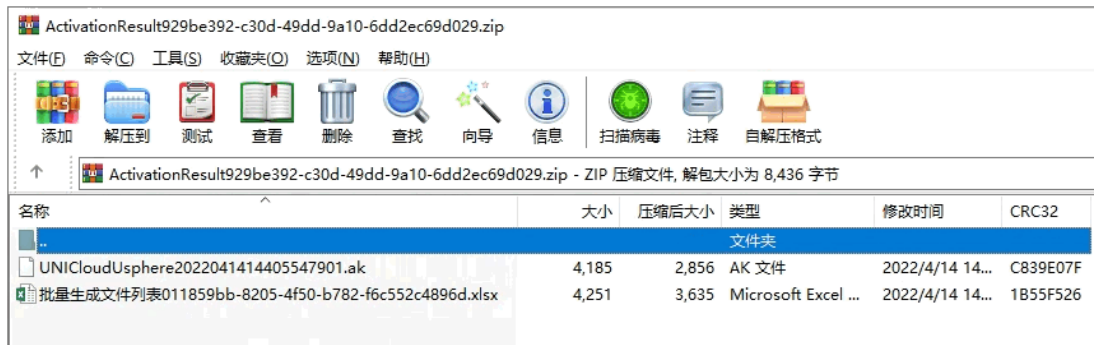 ActivationResult929be392-c30d-49dd-9a10-6dd2ec69d029.zip
文件(F) 命令(C) 工具(S) 收藏夹(O) 选项(N) 帮助(H)
添加 解压到 测试 查看 删除 查找 向导 信息 扫描病毒 注释 自解压格式
ActivationResult929be392-c30d-49dd-9a10-6dd2ec69d029.zip - ZIP 压缩文件, 解包大小为 8,436 字节
名称 大小 压缩后大小 类型 修改时间 CRC32
.. 文件夹
UNICloudUsphere2022041414405547901.ak 4,185 2,856 AK 文件 2022/4/14 14... C839E07F
批量生成文件列表011859bb-8205-4f50-b782-f6c552c4896d.xlsx 4,251 3,635 Microsoft Excel ... 2022/4/14 14... 1B55F526